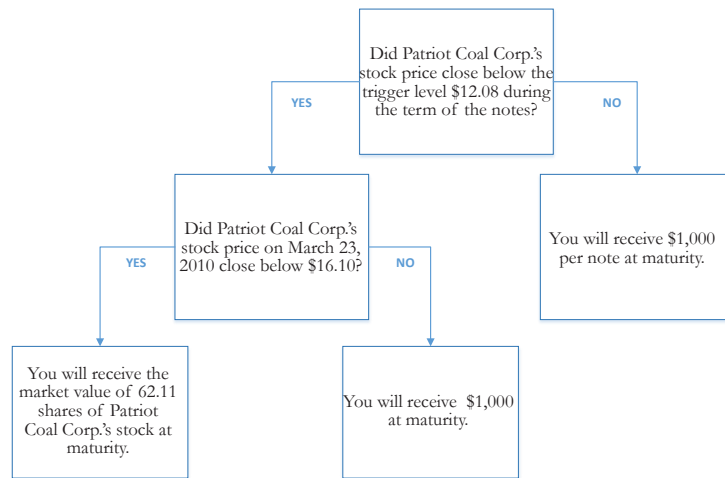 Did Patriot Coal Corp.'s
stock price close below the
trigger level $12.08 during
the term of the notes?
YES
NO
Did Patriot Coal Corp.'s
stock price on March 23,
2010 close below $16.10?
You will receive $1,000
per note at maturity.
YES
NO
You will receive the
market value of 62.11
shares of Patriot
Coal Corp.'s stock at
maturity.
You will receive $1,000
at maturity.